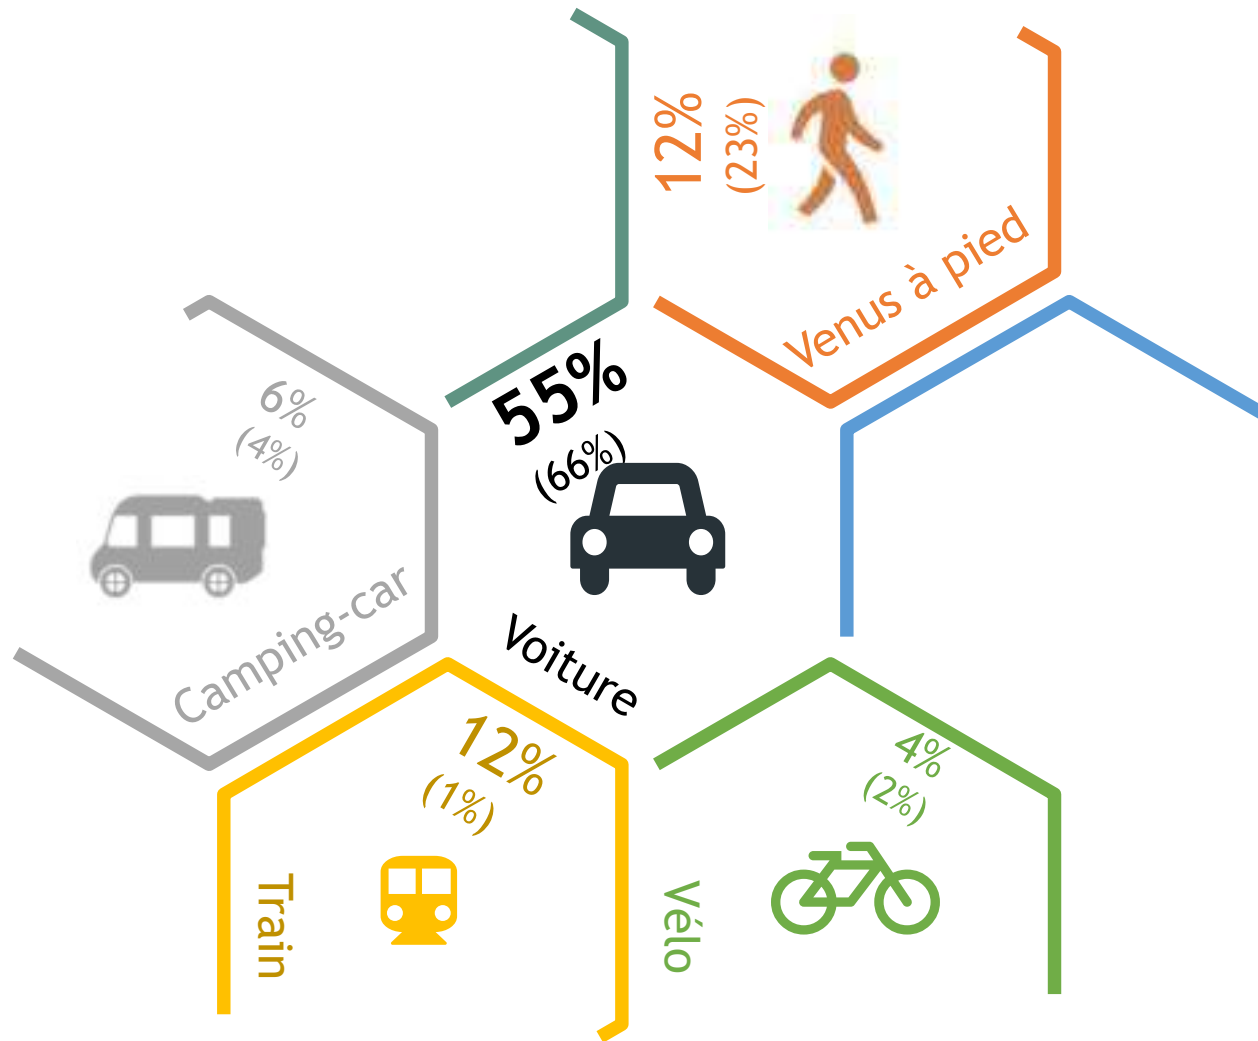 12%
(23%)
Venus à pied
6%
(4%)
Camping-car
55%
(66%)
Voiture
12%
(1%)
Train
4%
(2%)
Vélo